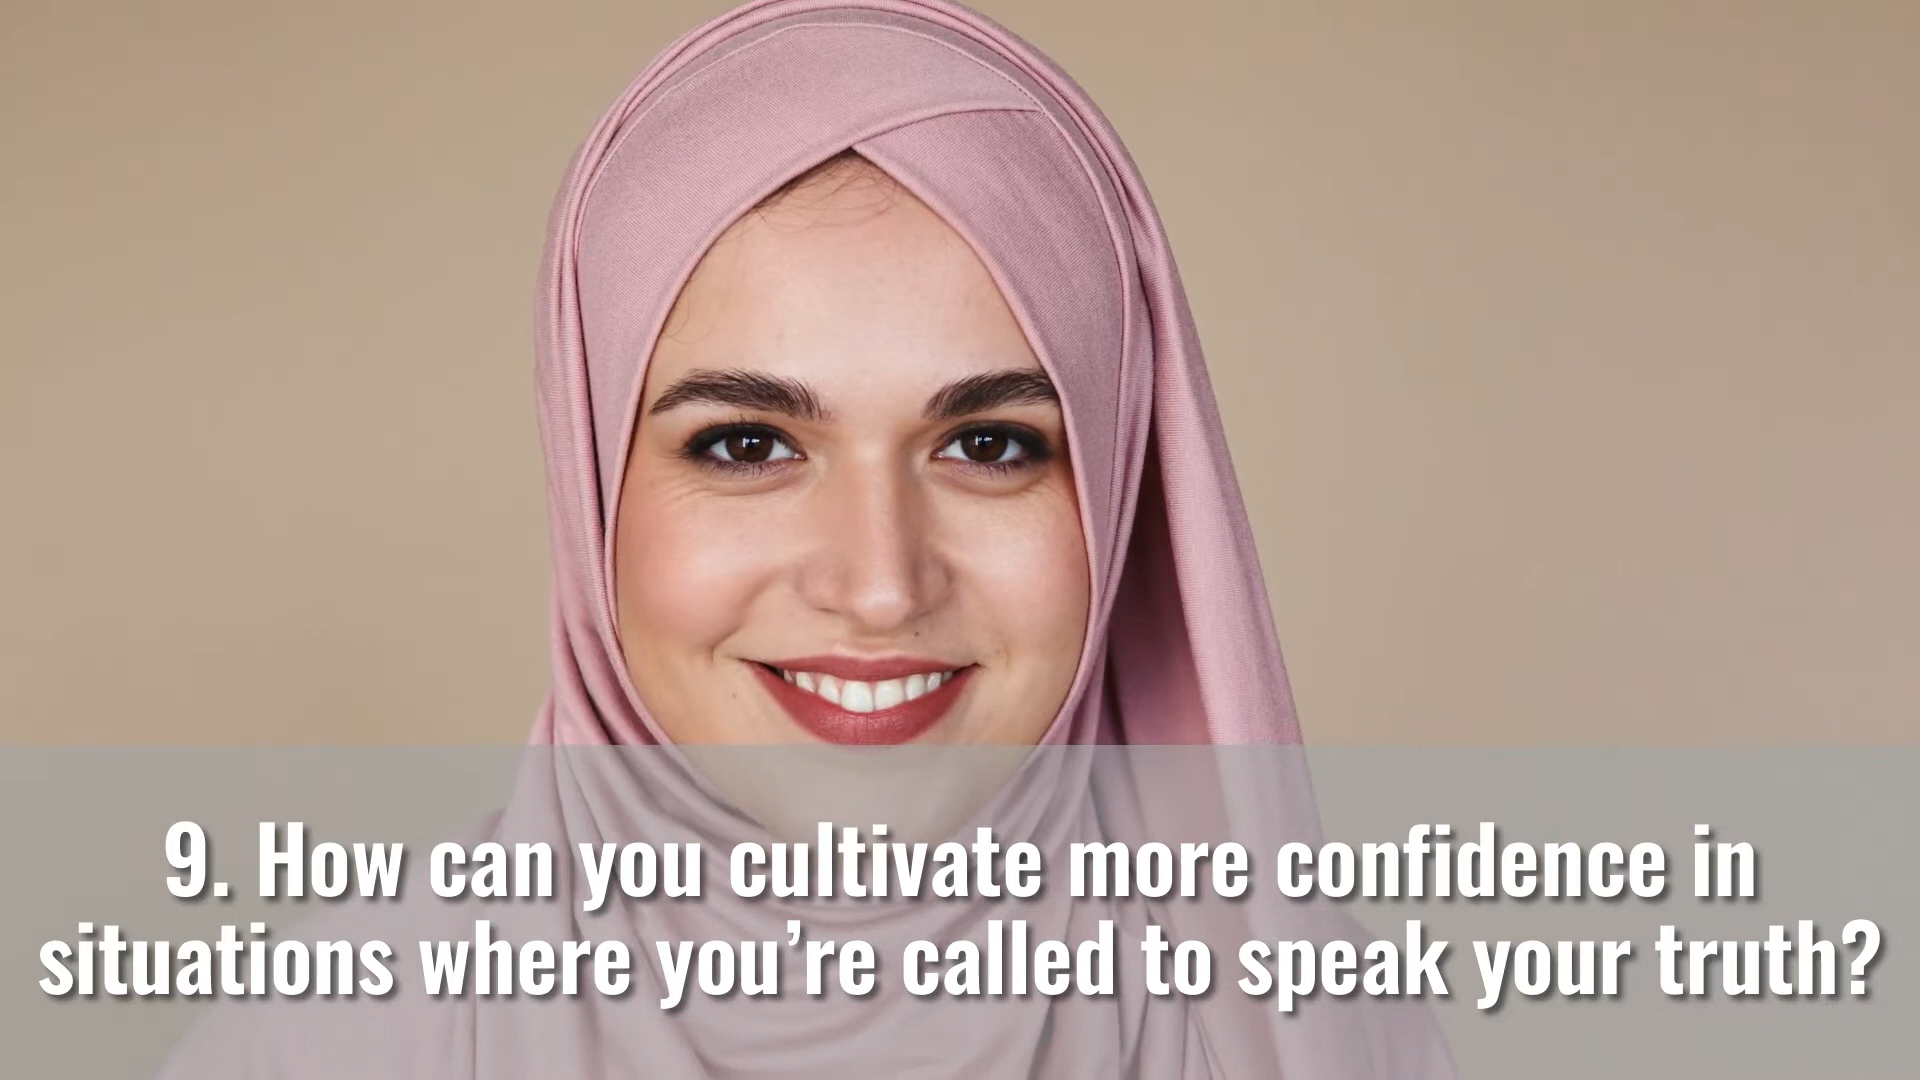 9. How can you cultivate more confidence in
situations where you’re called to speak your truth?